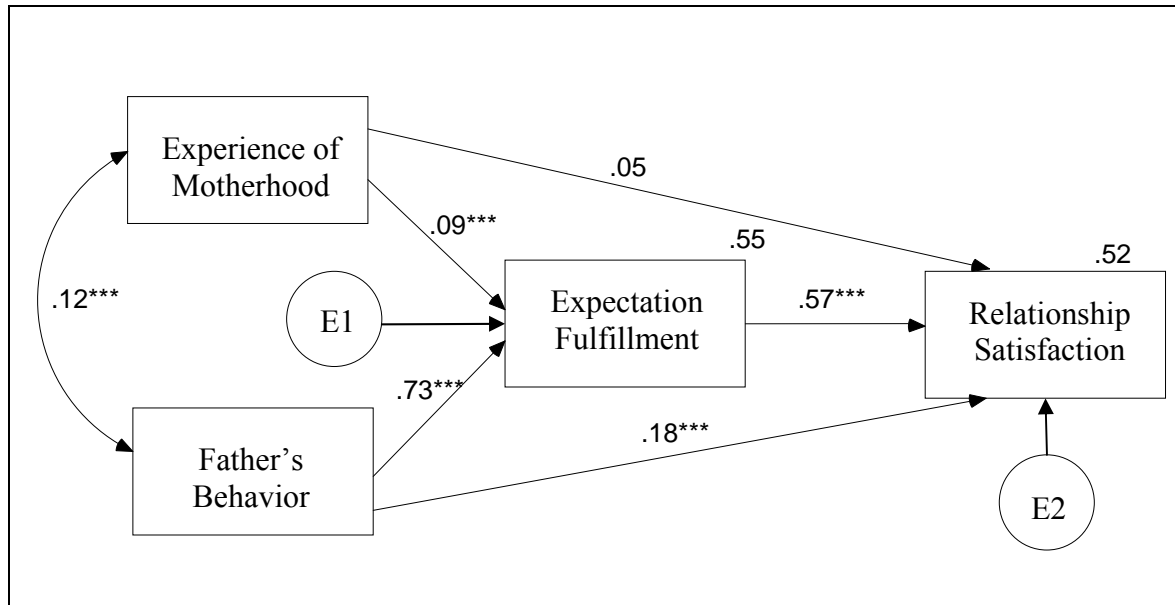 Experience of
Motherhood
.05
.09***
.55
.52
.12***
E1
Expectation
Fulfillment
.57***
Relationship
Satisfaction
.73***
.18***
Father’s
Behavior
E2